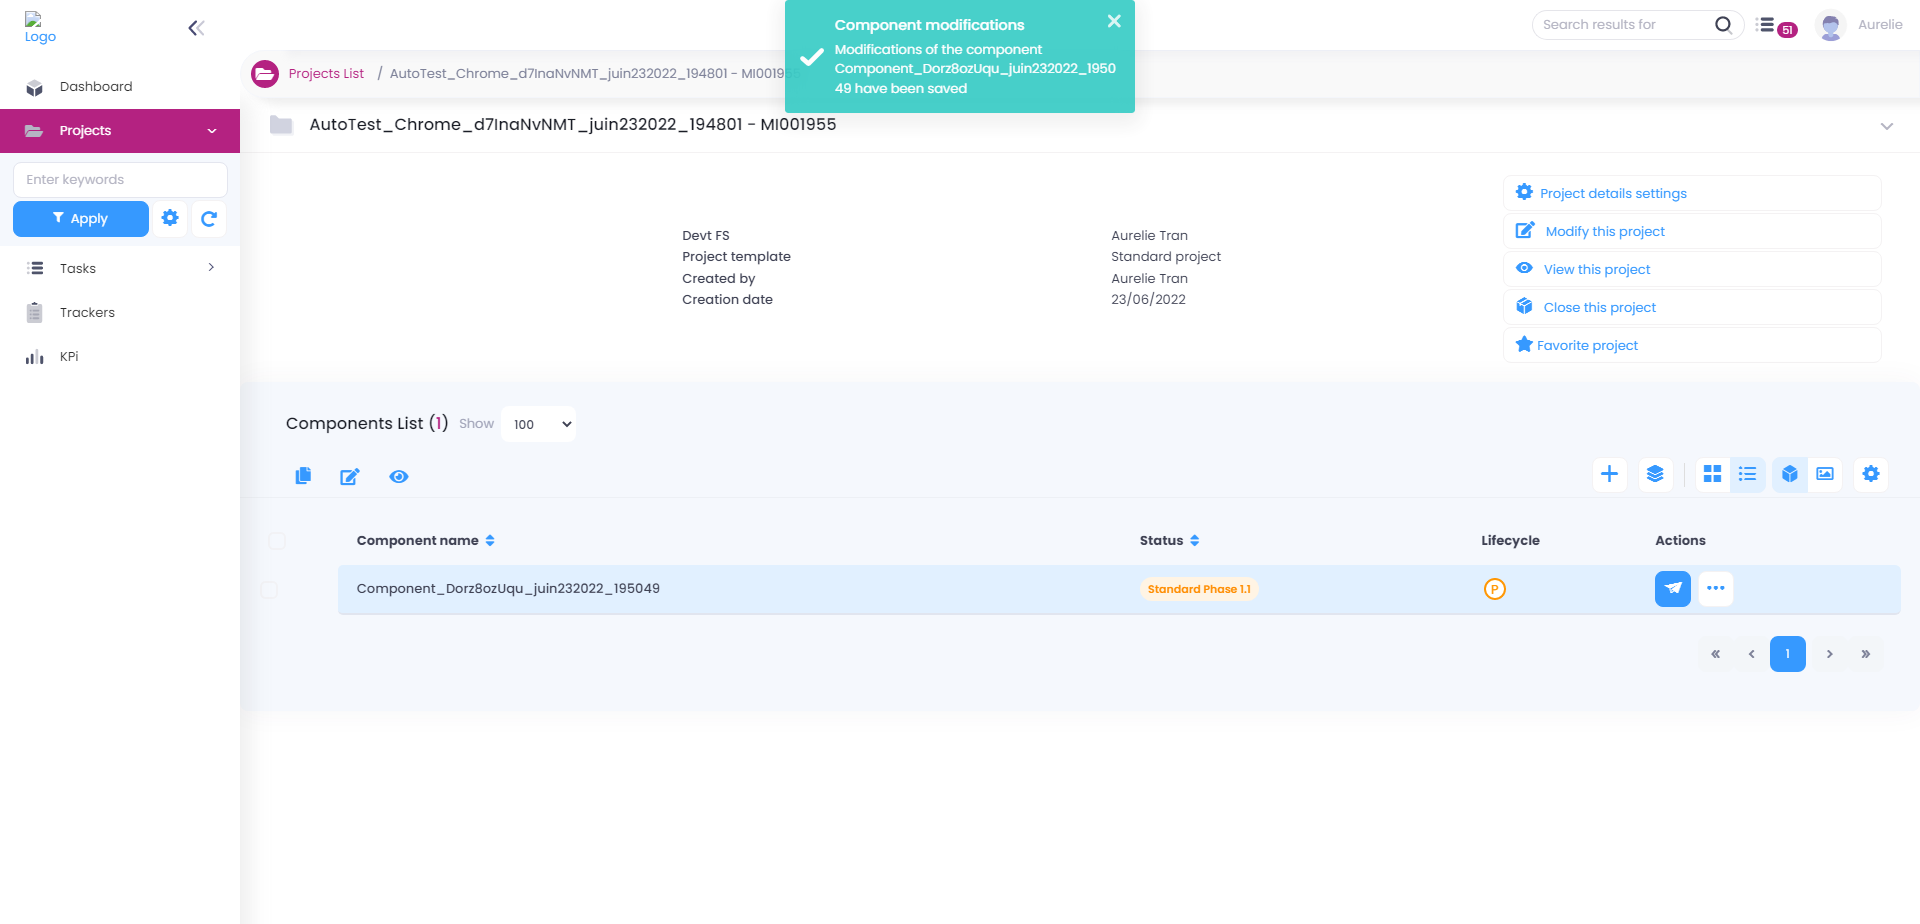 Logo
Dashboard
Projects
Enter keywords
Apply
Tasks
Trackers
KPi
Component modifications
Modifications of the component
Component_Dorz8ozUqu_juin232022_1950
49 have been saved
Search results for
51
Aurelie
Projects List / AutoTest_Chrome_d7InaNvNMT_juin232022_194801 - MI001955
AutoTest_Chrome_d7InaNvNMT_juin232022_194801 - MI001955
Devt FS Aurelie Tran
Project template Standard project
Created by Aurelie Tran
Creation date 23/06/2022
Project details settings
Modify this project
View this project
Close this project
Favorite project
Components List (1) Show 100
Component name Status Lifecycle Actions
Component_Dorz8ozUqu_juin232022_195049 Standard Phase 1.1 P
« ‹ 1 › »